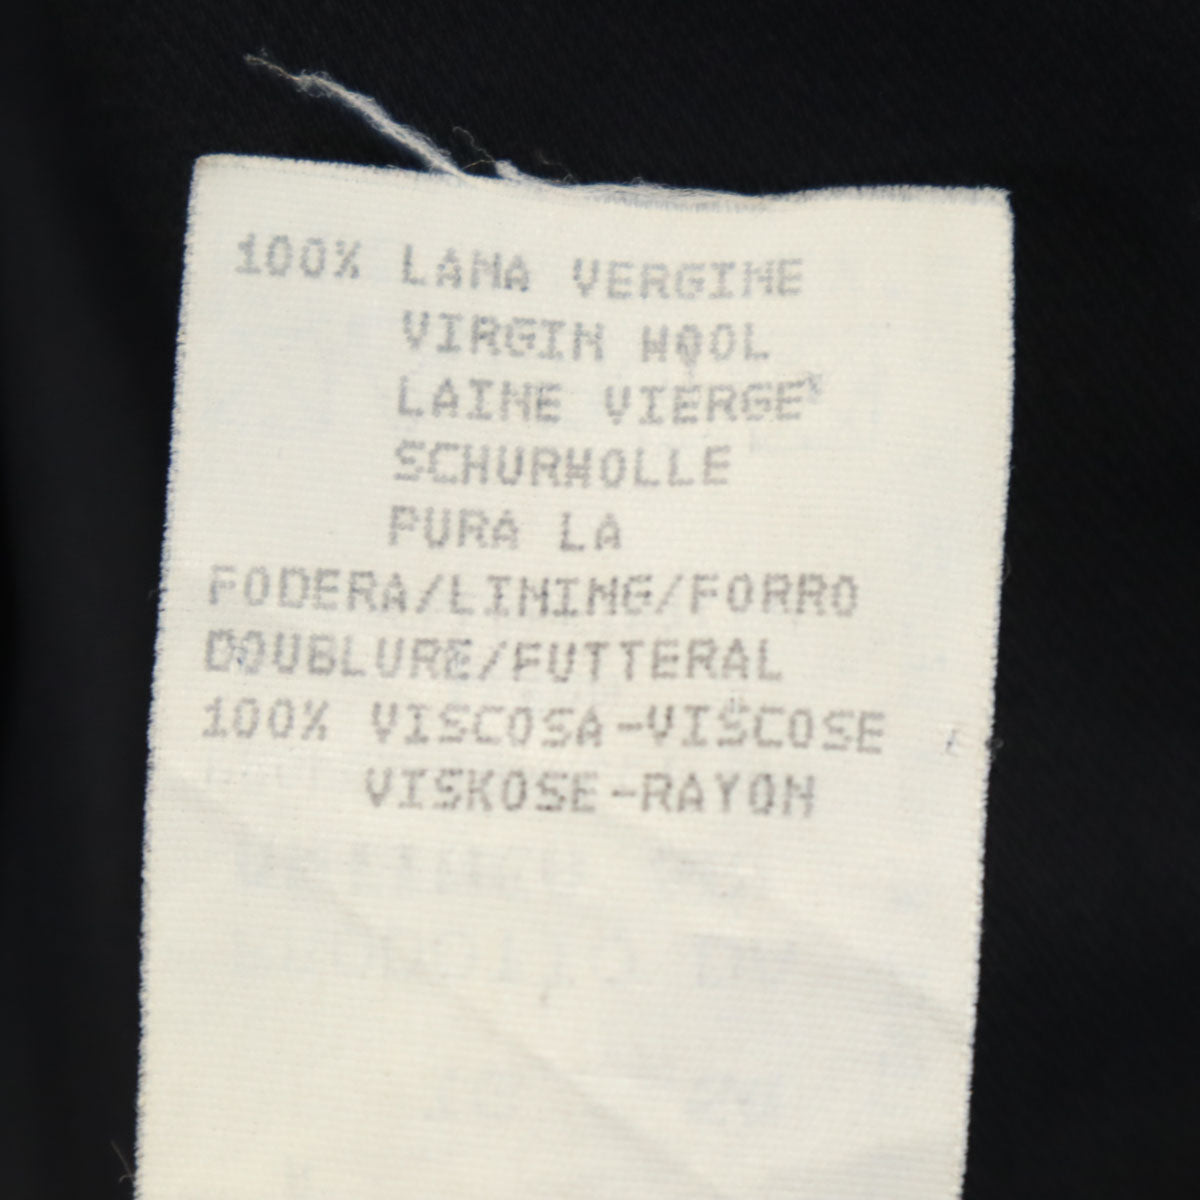 100% LANA VERGINE
VIRGIN WOOL
LAINE VIERGE
SCHURWOLLE
PURA LA
FODERA/LINING/FORRO
DOUBLURE/FUTTERAL
100% VISCOSA-VISCOSE
VISKOSE-RAYON